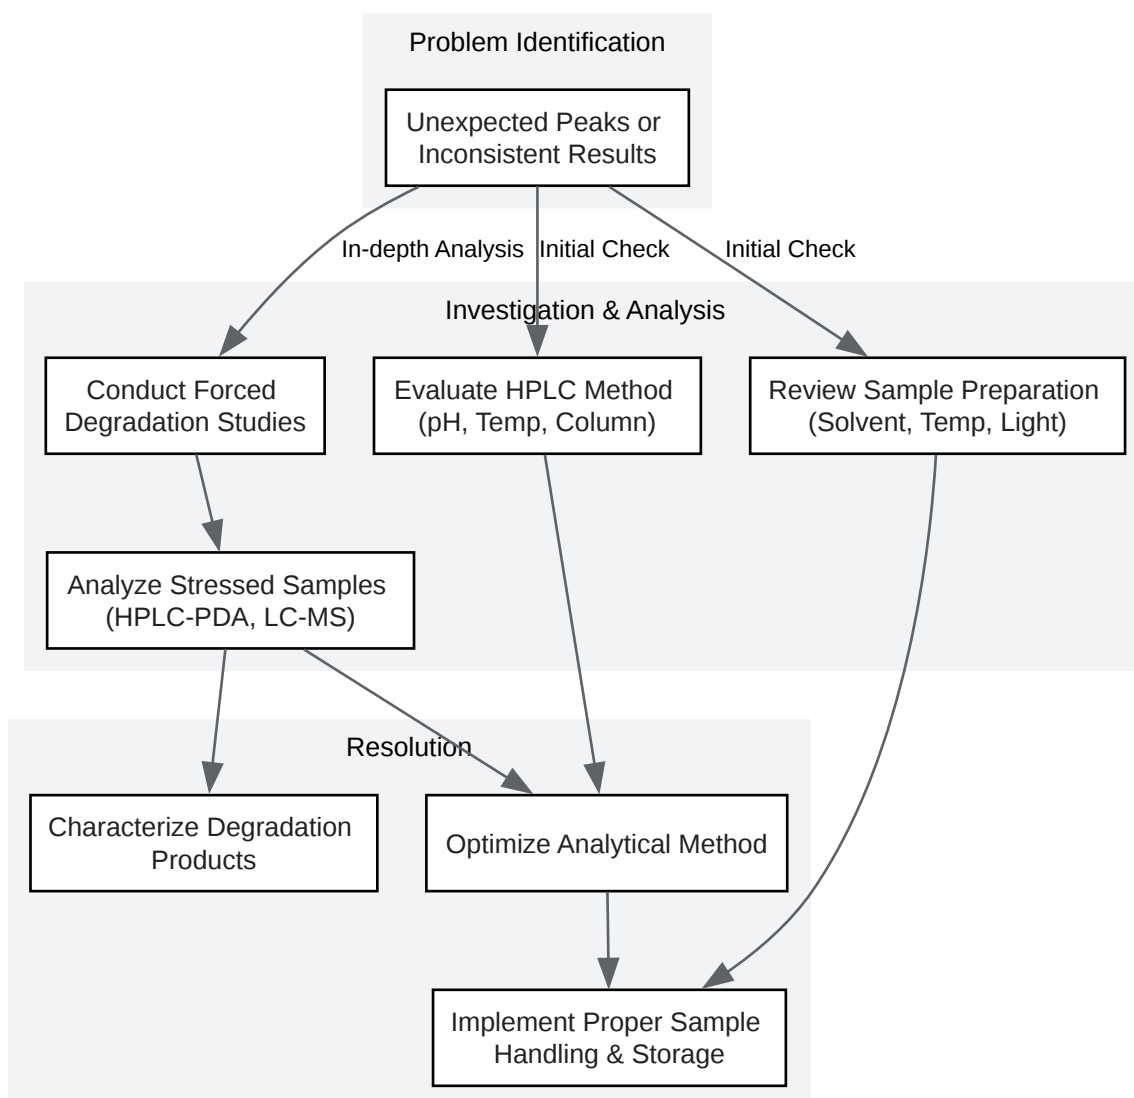 Problem Identification
Unexpected Peaks or
Inconsistent Results
In-depth Analysis
Initial Check
Initial Check
Investigation & Analysis
Conduct Forced
Degradation Studies
Evaluate HPLC Method
(pH, Temp, Column)
Review Sample Preparation
(Solvent, Temp, Light)
Analyze Stressed Samples
(HPLC-PDA, LC-MS)
Resolution
Characterize Degradation
Products
Optimize Analytical Method
Implement Proper Sample
Handling & Storage